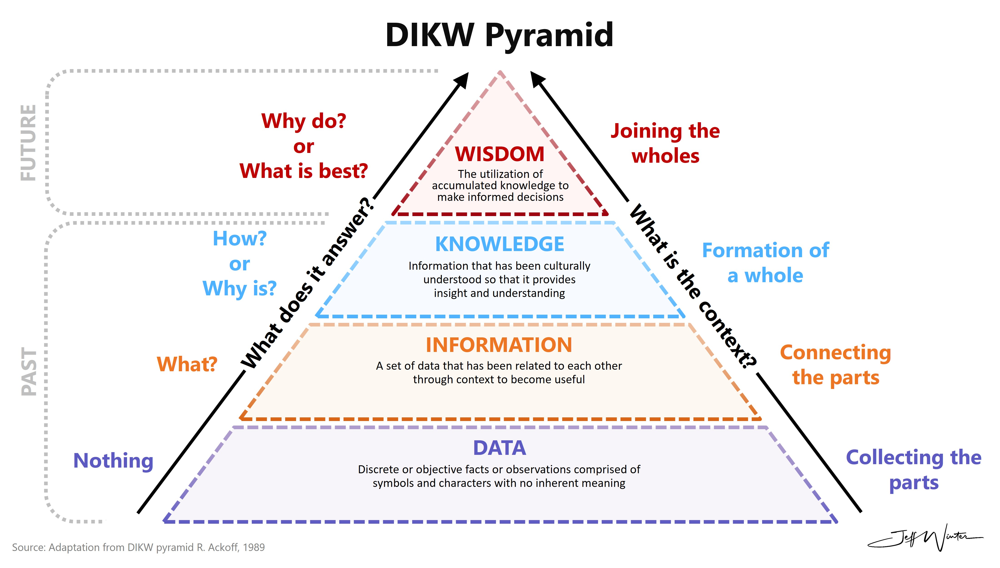 DIKW Pyramid
FUTURE
Why do?
or
What is best?
WISDOM
The utilization of
accumulated knowledge to
make informed decisions
Joining the
wholes
What does it answer?
What is the context?
PAST
How?
or
Why is?
KNOWLEDGE
Information that has been culturally
understood so that it provides
insight and understanding
Formation of
a whole
What?
INFORMATION
A set of data that has been related to each other
through context to become useful
Connecting
the parts
Nothing
DATA
Discrete or objective facts or observations comprised of
symbols and characters with no inherent meaning
Collecting the
parts
Source: Adaptation from DIKW pyramid R. Ackoff, 1989
Jeff Winter